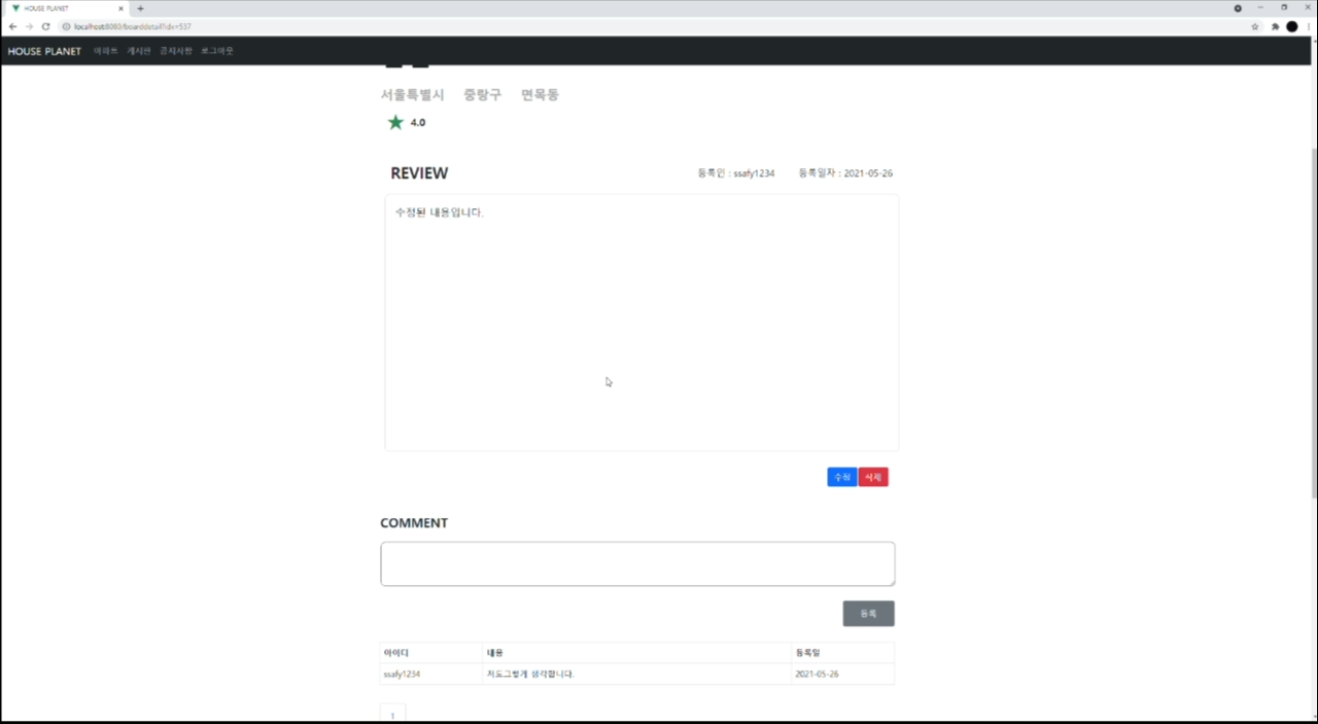 HOUSE PLANET
localhost:8080/boarddetail?idx=537
HOUSE PLANET 아파트 게시판 공지사항 로그아웃
서울특별시 중랑구 면목동
4.0
REVIEW 등록인 : ssafy1234 등록일자 : 2021-05-26
수정된 내용입니다.
수정 삭제
COMMENT
등록
아이디 내용 등록일
ssafy1234 저도그렇게 생각합니다. 2021-05-26
1